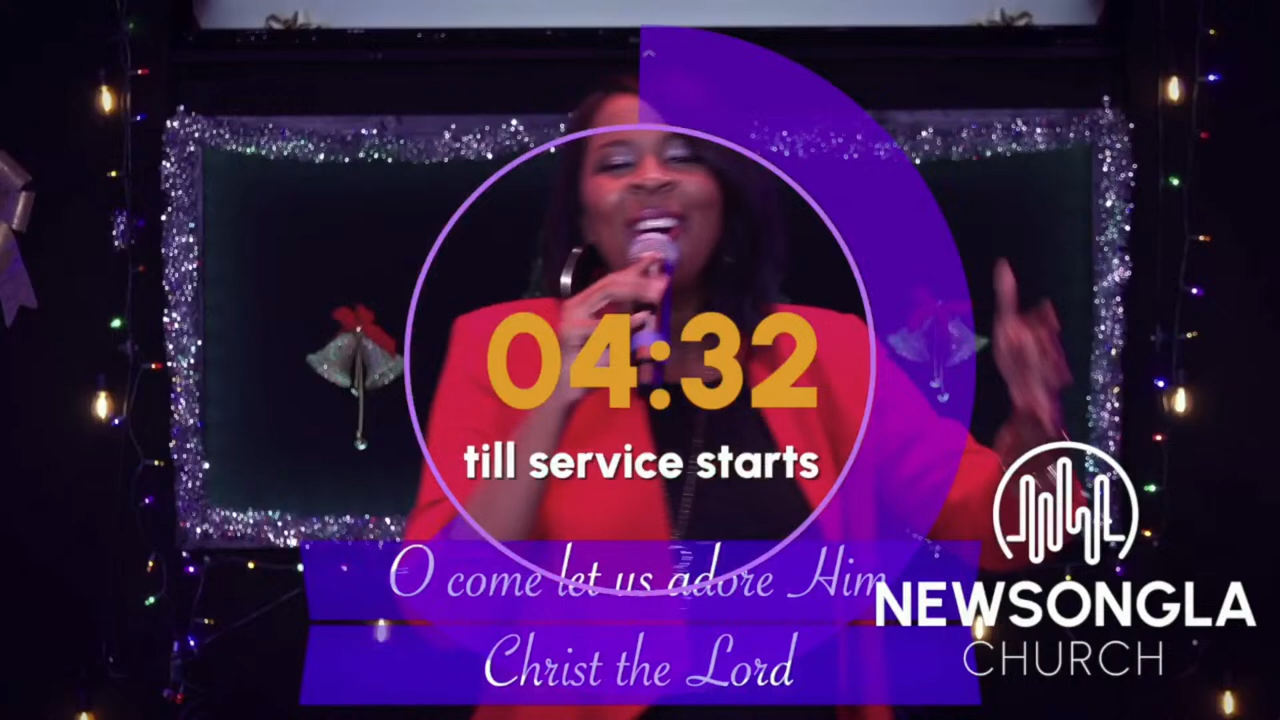 04:32
till service starts
O come let us adore Him
Christ the Lord
NEWSONGLA
CHURCH